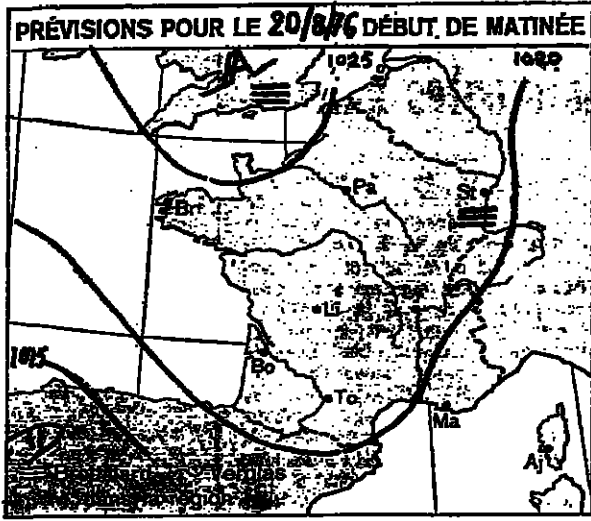 PRÉVISIONS POUR LE 20/8/76 DÉBUT DE MATINÉE
A
1025
1020
Pa
St
Brt
Li
1015
Bo
To
Ma
Aj